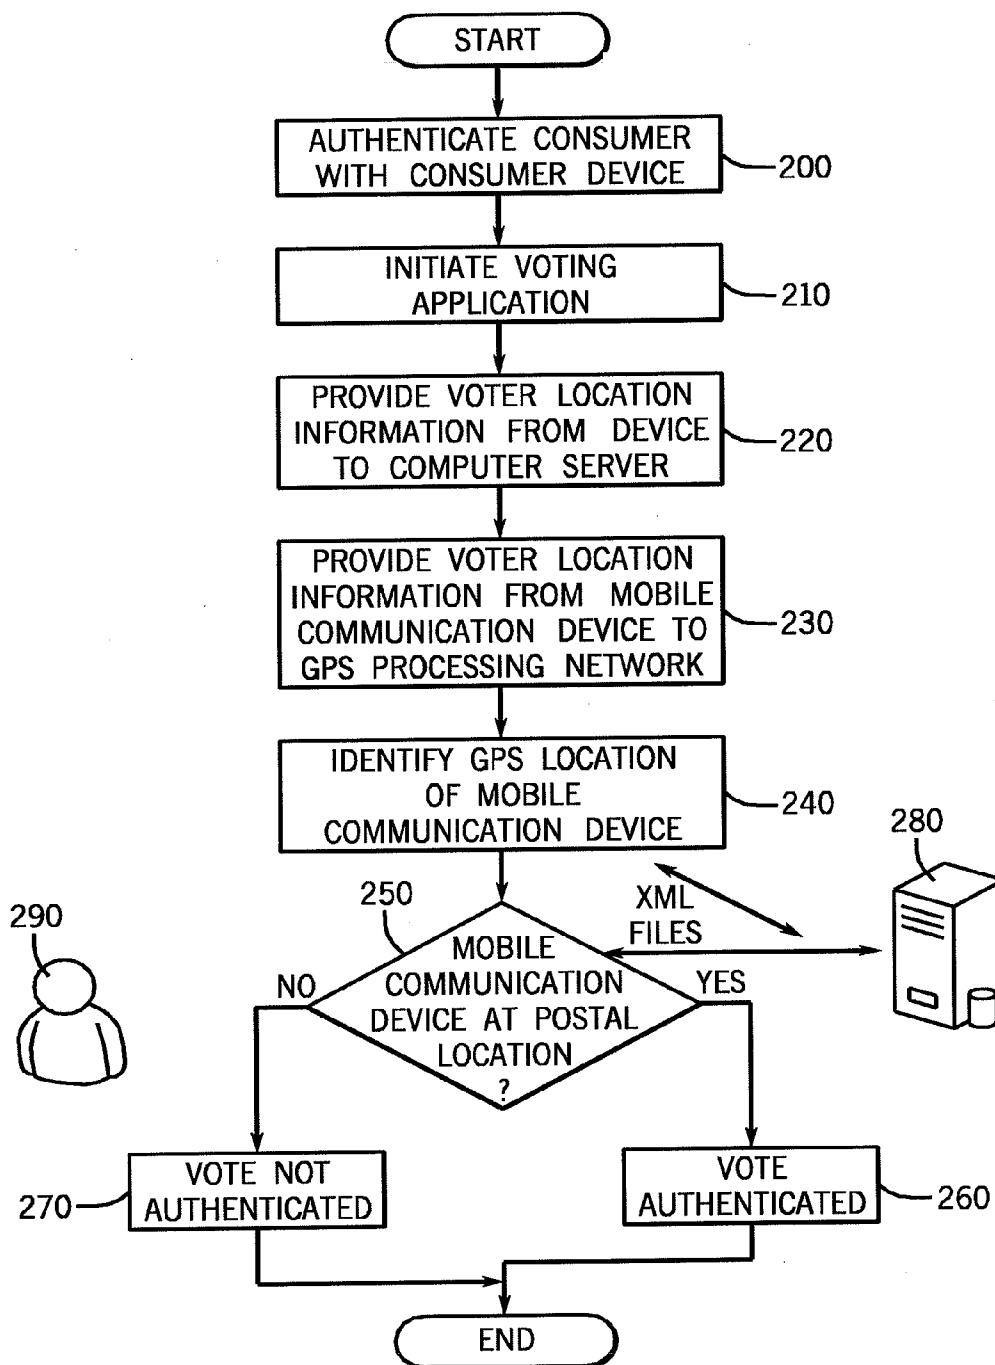 START
AUTHENTICATE CONSUMER
WITH CONSUMER DEVICE
200
INITIATE VOTING
APPLICATION
210
PROVIDE VOTER LOCATION
INFORMATION FROM DEVICE
TO COMPUTER SERVER
220
PROVIDE VOTER LOCATION
INFORMATION FROM MOBILE
COMMUNICATION DEVICE TO
GPS PROCESSING NETWORK
230
IDENTIFY GPS LOCATION
OF MOBILE
COMMUNICATION DEVICE
240
280
250
XML
FILES
290
MOBILE
COMMUNICATION
DEVICE AT POSTAL
LOCATION
?
NO
YES
VOTE NOT
AUTHENTICATED
270
VOTE
AUTHENTICATED
260
END